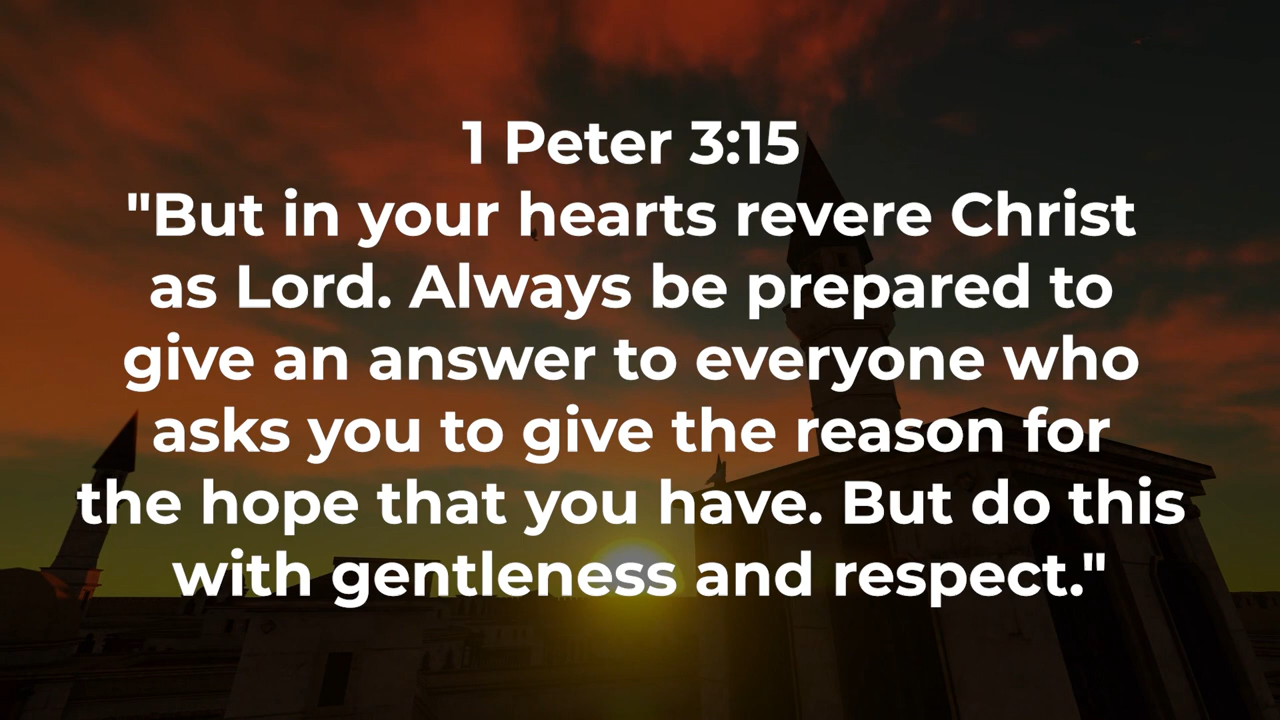 1 Peter 3:15
"But in your hearts revere Christ
as Lord. Always be prepared to
give an answer to everyone who
asks you to give the reason for
the hope that you have. But do this
with gentleness and respect."